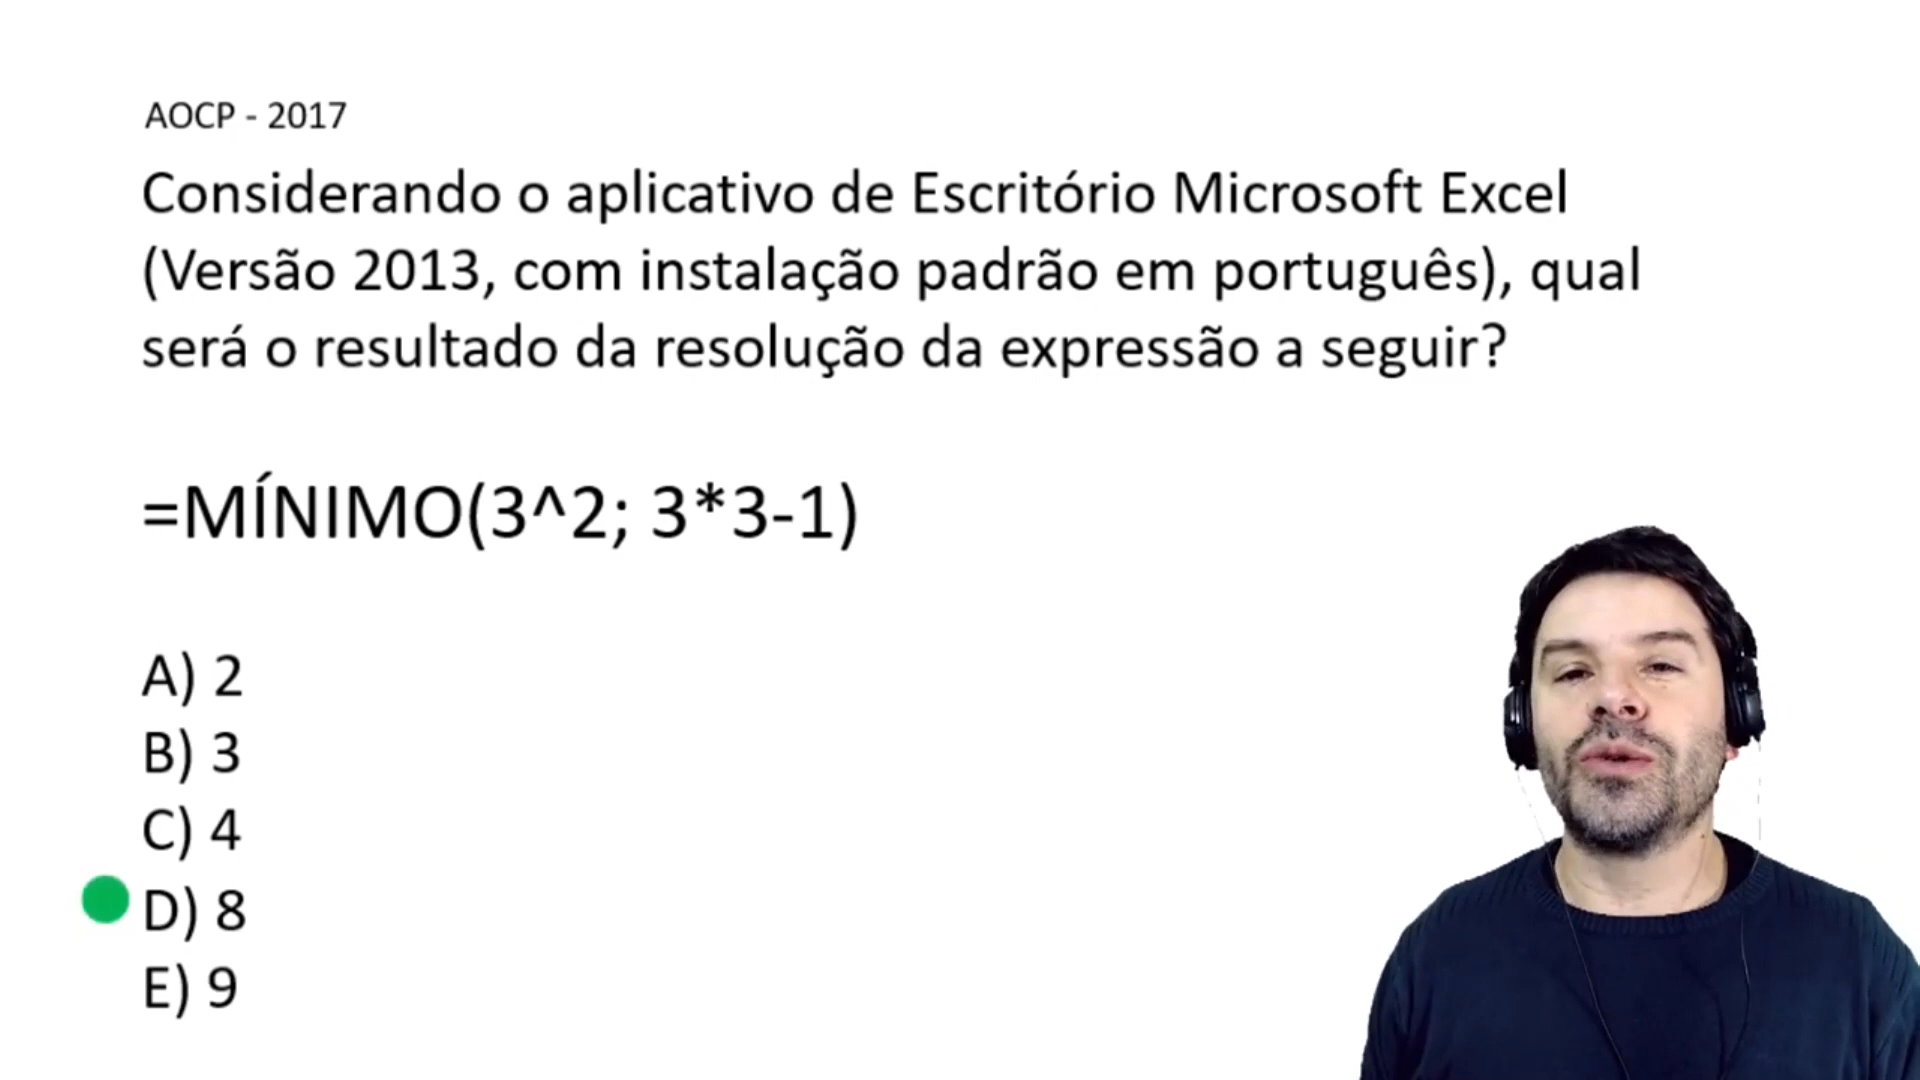 AOCP - 2017
Considerando o aplicativo de Escritório Microsoft Excel
(Versão 2013, com instalação padrão em português), qual
será o resultado da resolução da expressão a seguir?
=MÍNIMO(3^2; 3*3-1)
A) 2
B) 3
C) 4
D) 8
E) 9